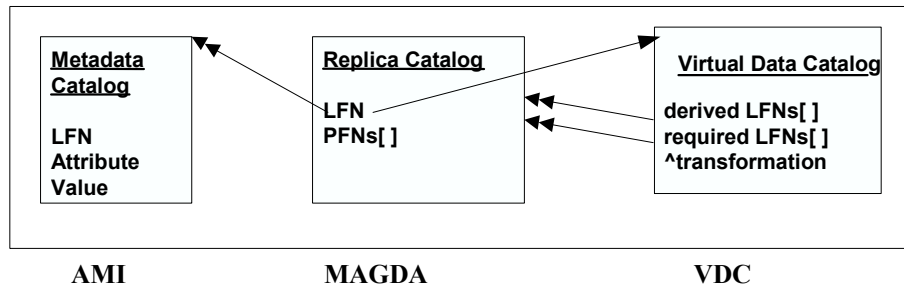 Metadata
Catalog
LFN
Attribute
Value
Replica Catalog
LFN
PFNs[ ]
Virtual Data Catalog
derived LFNs[ ]
required LFNs[ ]
^transformation
AMI
MAGDA
VDC